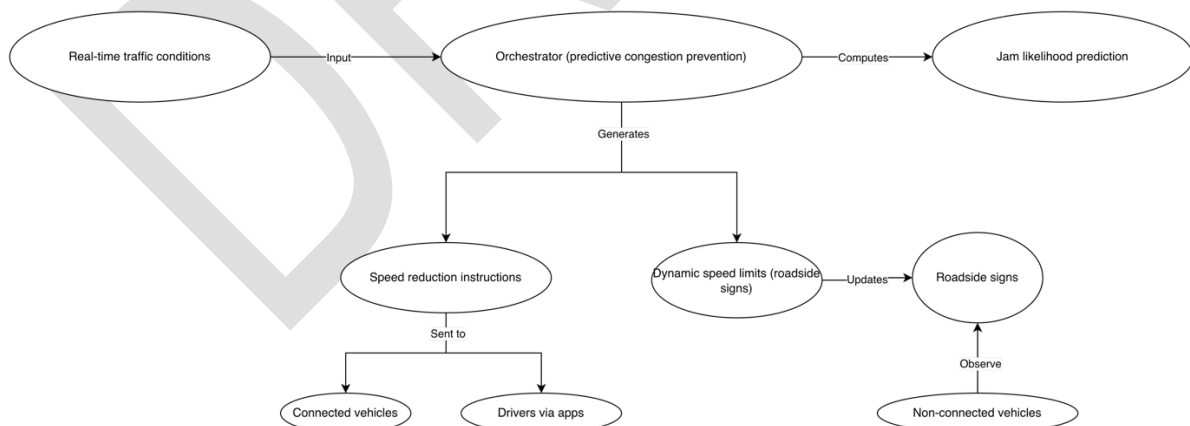 Real-time traffic conditions
Input
Orchestrator (predictive congestion prevention)
Computes
Jam likelihood prediction
Generates
Speed reduction instructions
Dynamic speed limits (roadside
signs)
Updates
Roadside signs
Sent to
Observe
Connected vehicles
Drivers via apps
Non-connected vehicles